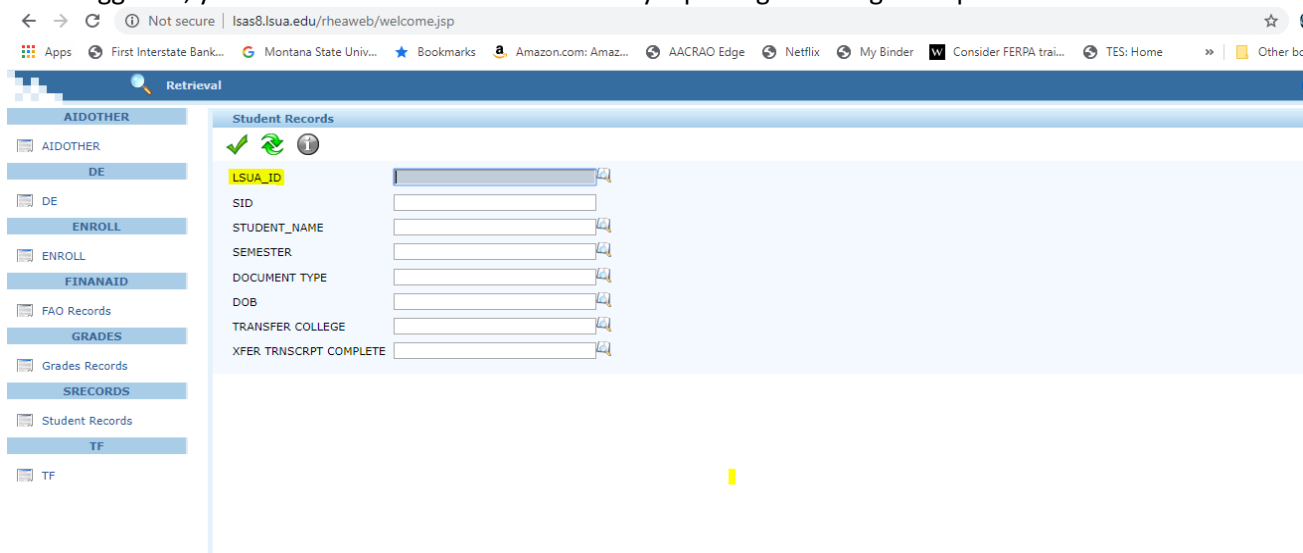 Not secure | lsas8.lsua.edu/rheaweb/welcome.jsp
Apps First Interstate Bank... Montana State Univ... Bookmarks Amazon.com: Amaz... AACRAO Edge Netflix My Binder W Consider FERPA trai... TES: Home » Other bo
Retrieval
AIDOTHER
AIDOTHER
DE
DE
ENROLL
ENROLL
FINANAID
FAO Records
GRADES
Grades Records
SRECORDS
Student Records
TF
TF
Student Records
LSUA_ID
SID
STUDENT_NAME
SEMESTER
DOCUMENT TYPE
DOB
TRANSFER COLLEGE
XFER TRNSCRPT COMPLETE